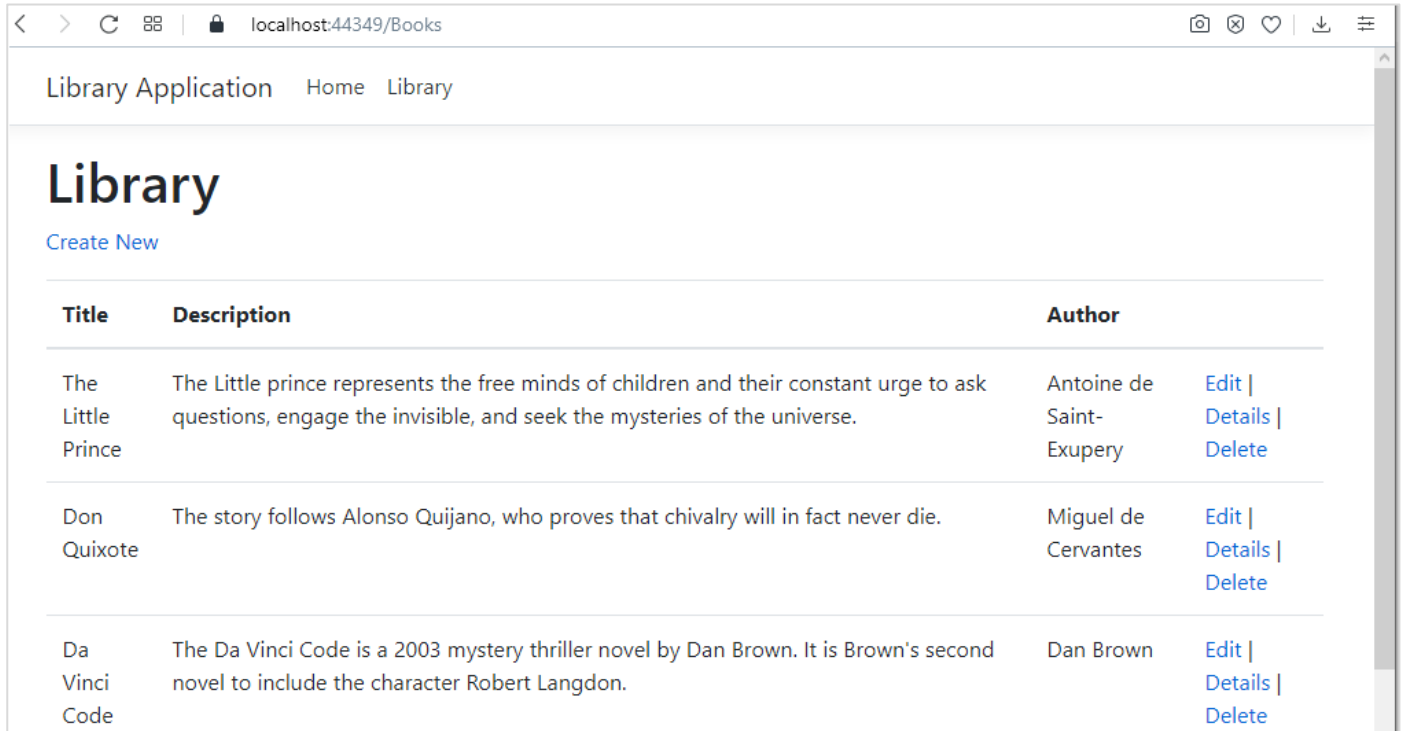 localhost:44349/Books
Library Application Home Library
Library
Create New
Title Description Author
The The Little prince represents the free minds of children and their constant urge to ask Antoine de Edit |
Little questions, engage the invisible, and seek the mysteries of the universe. Saint- Details |
Prince Exupery Delete
Don The story follows Alonso Quijano, who proves that chivalry will in fact never die. Miguel de Edit |
Quixote Cervantes Details |
Delete
Da The Da Vinci Code is a 2003 mystery thriller novel by Dan Brown. It is Brown's second Dan Brown Edit |
Vinci novel to include the character Robert Langdon. Details |
Code Delete